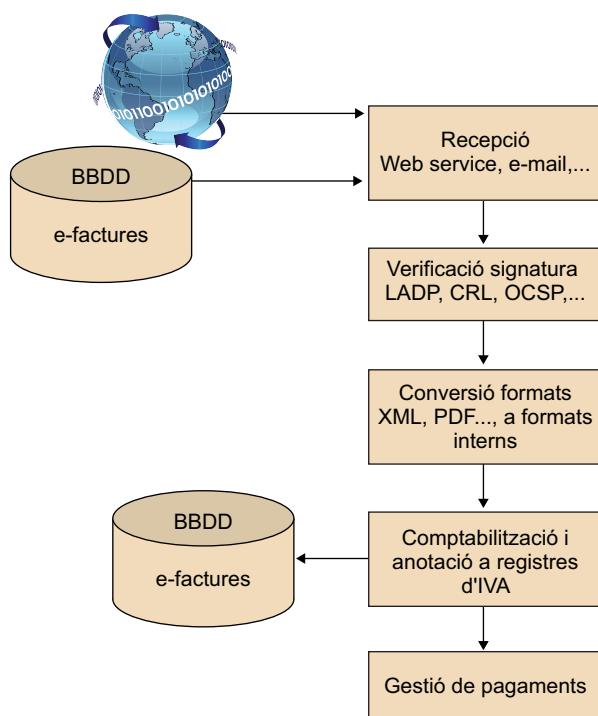 010110010101010100
BBDD
e-factures
Recepció
Web service, e-mail,...
Verificació signatura
LADP, CRL, OCSP,...
Conversió formats
XML, PDF..., a formats
interns
BBDD
e-factures
Comptabilització i
anotació a registres
d'IVA
Gestió de pagaments